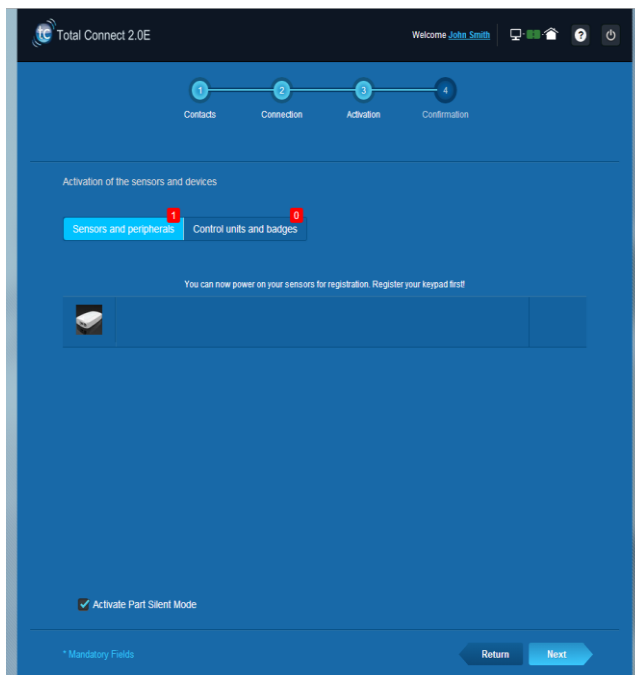 tc Total Connect 2.0E
Welcome John Smith
?
1 2 3 4
Contacts Connection Activation Confirmation
Activation of the sensors and devices
1 0
Sensors and peripherals Control units and badges
You can now power on your sensors for registration. Register your keypad first!
Activate Part Silent Mode
* Mandatory Fields Return Next